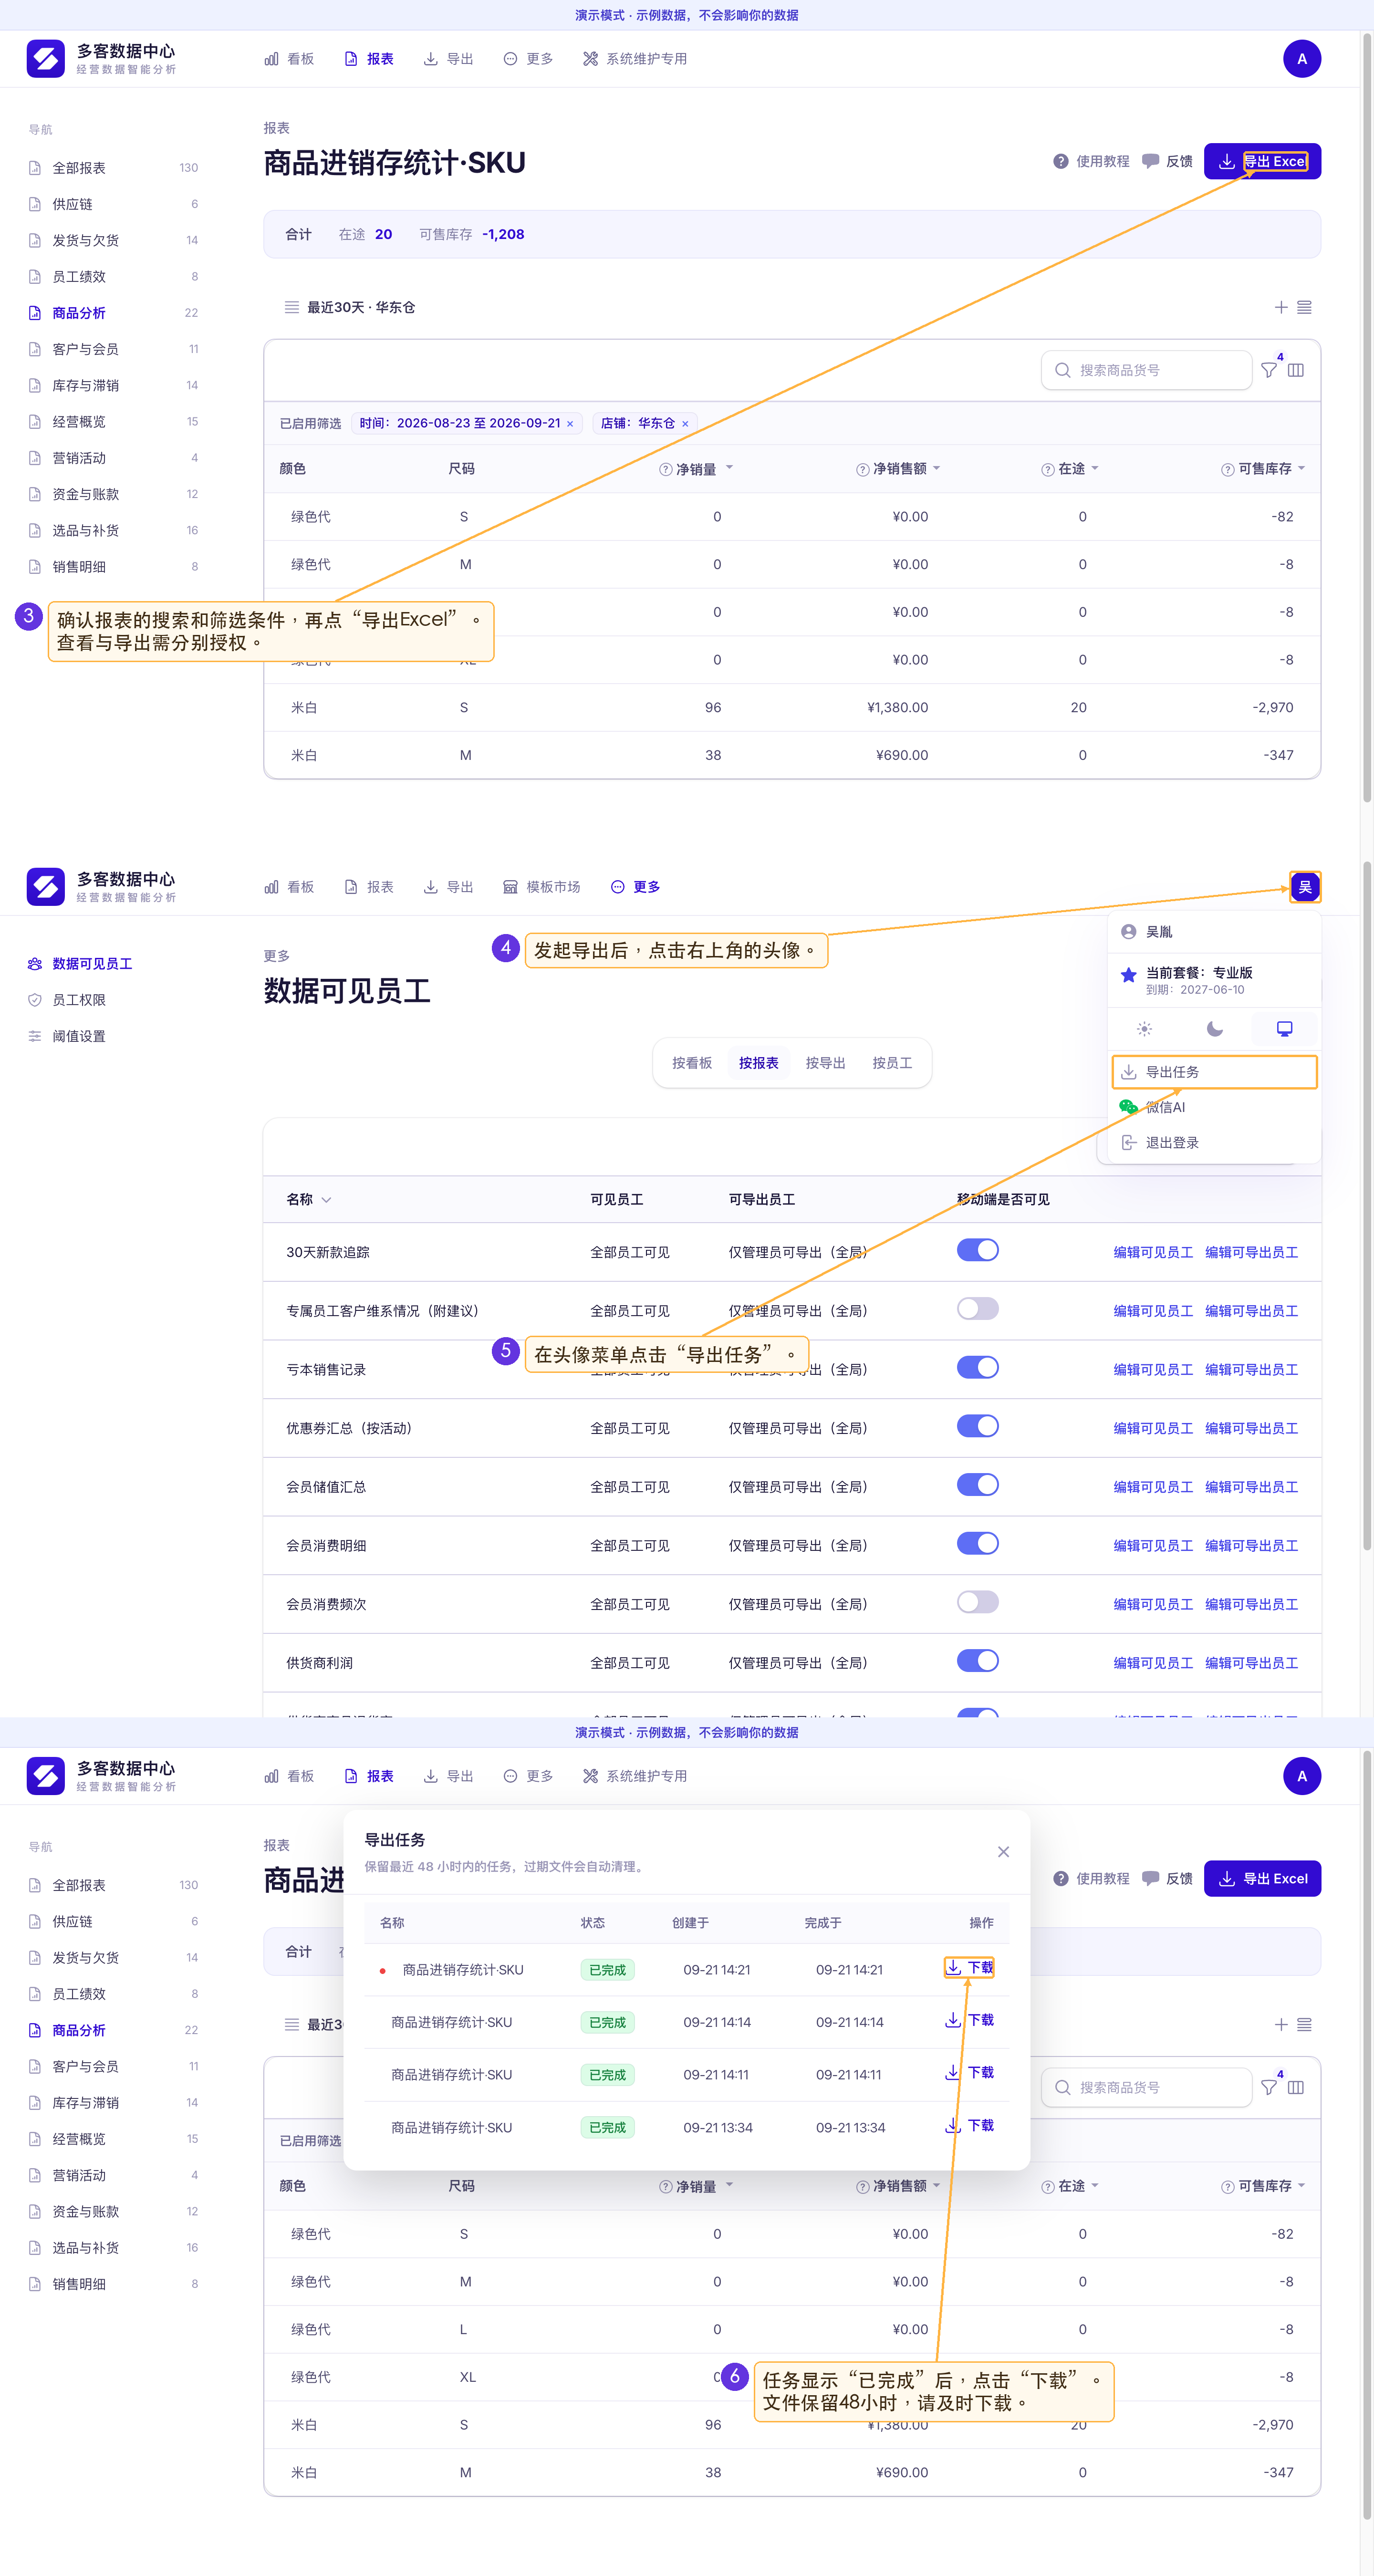 演示模式 · 示例数据，不会影响你的数据
多客数据中心
经营数据智能分析
看板 报表 导出 更多 系统维护专用
A
导航
全部报表 130
供应链 6
发货与欠货 14
员工绩效 8
商品分析 22
客户与会员 11
库存与滞销 14
经营概览 15
营销活动 4
资金与账款 12
选品与补货 16
销售明细 8
报表
商品进销存统计·SKU
使用教程 反馈 导出 Excel
合计 在途 20 可售库存 -1,208
最近30天 · 华东仓
搜索商品货号 4
已启用筛选 时间：2026-08-23 至 2026-09-21 × 店铺：华东仓 ×
颜色 尺码 净销量 净销售额 在途 可售库存
绿色代 S 0 ¥0.00 0 -82
绿色代 M 0 ¥0.00 0 -8
0 ¥0.00 0 -8
绿色代 XL 0 ¥0.00 0 -8
米白 S 96 ¥1,380.00 20 -2,970
米白 M 38 ¥690.00 0 -347
3 确认报表的搜索和筛选条件，再点“导出Excel”。
查看与导出需分别授权。
多客数据中心
经营数据智能分析
看板 报表 导出 模板市场 更多
吴
数据可见员工
员工权限
阈值设置
更多
数据可见员工
4 发起导出后，点击右上角的头像。
吴胤
当前套餐：专业版
到期：2027-06-10
导出任务
微信AI
退出登录
按看板 按报表 按导出 按员工
名称 可见员工 可导出员工 移动端是否可见
30天新款追踪 全部员工可见 仅管理员可导出（全局） 编辑可见员工 编辑可导出员工
专属员工客户维系情况（附建议） 全部员工可见 仅管理员可导出（全局） 编辑可见员工 编辑可导出员工
5 在头像菜单点击“导出任务”。
亏本销售记录 全部员工可见 仅管理员可导出（全局） 编辑可见员工 编辑可导出员工
优惠券汇总（按活动） 全部员工可见 仅管理员可导出（全局） 编辑可见员工 编辑可导出员工
会员储值汇总 全部员工可见 仅管理员可导出（全局） 编辑可见员工 编辑可导出员工
会员消费明细 全部员工可见 仅管理员可导出（全局） 编辑可见员工 编辑可导出员工
会员消费频次 全部员工可见 仅管理员可导出（全局） 编辑可见员工 编辑可导出员工
供货商利润 全部员工可见 仅管理员可导出（全局） 编辑可见员工 编辑可导出员工
演示模式 · 示例数据，不会影响你的数据
多客数据中心
经营数据智能分析
看板 报表 导出 更多 系统维护专用
A
导航
全部报表 130
供应链 6
发货与欠货 14
员工绩效 8
商品分析 22
客户与会员 11
库存与滞销 14
经营概览 15
营销活动 4
资金与账款 12
选品与补货 16
销售明细 8
报表
商品进
使用教程 反馈 导出 Excel
合计
最近3
搜索商品货号 4
已启用筛选
导出任务
保留最近 48 小时内的任务，过期文件会自动清理。
名称 状态 创建于 完成于 操作
商品进销存统计·SKU 已完成 09-21 14:21 09-21 14:21 下载
商品进销存统计·SKU 已完成 09-21 14:14 09-21 14:14 下载
商品进销存统计·SKU 已完成 09-21 14:11 09-21 14:11 下载
商品进销存统计·SKU 已完成 09-21 13:34 09-21 13:34 下载
颜色 尺码 净销量 净销售额 在途 可售库存
绿色代 S 0 ¥0.00 0 -82
绿色代 M 0 ¥0.00 0 -8
绿色代 L 0 ¥0.00 0 -8
绿色代 XL 0 -8
6 任务显示“已完成”后，点击“下载”。
文件保留48小时，请及时下载。
米白 S 96 ¥1,380.00 20 -2,970
米白 M 38 ¥690.00 0 -347